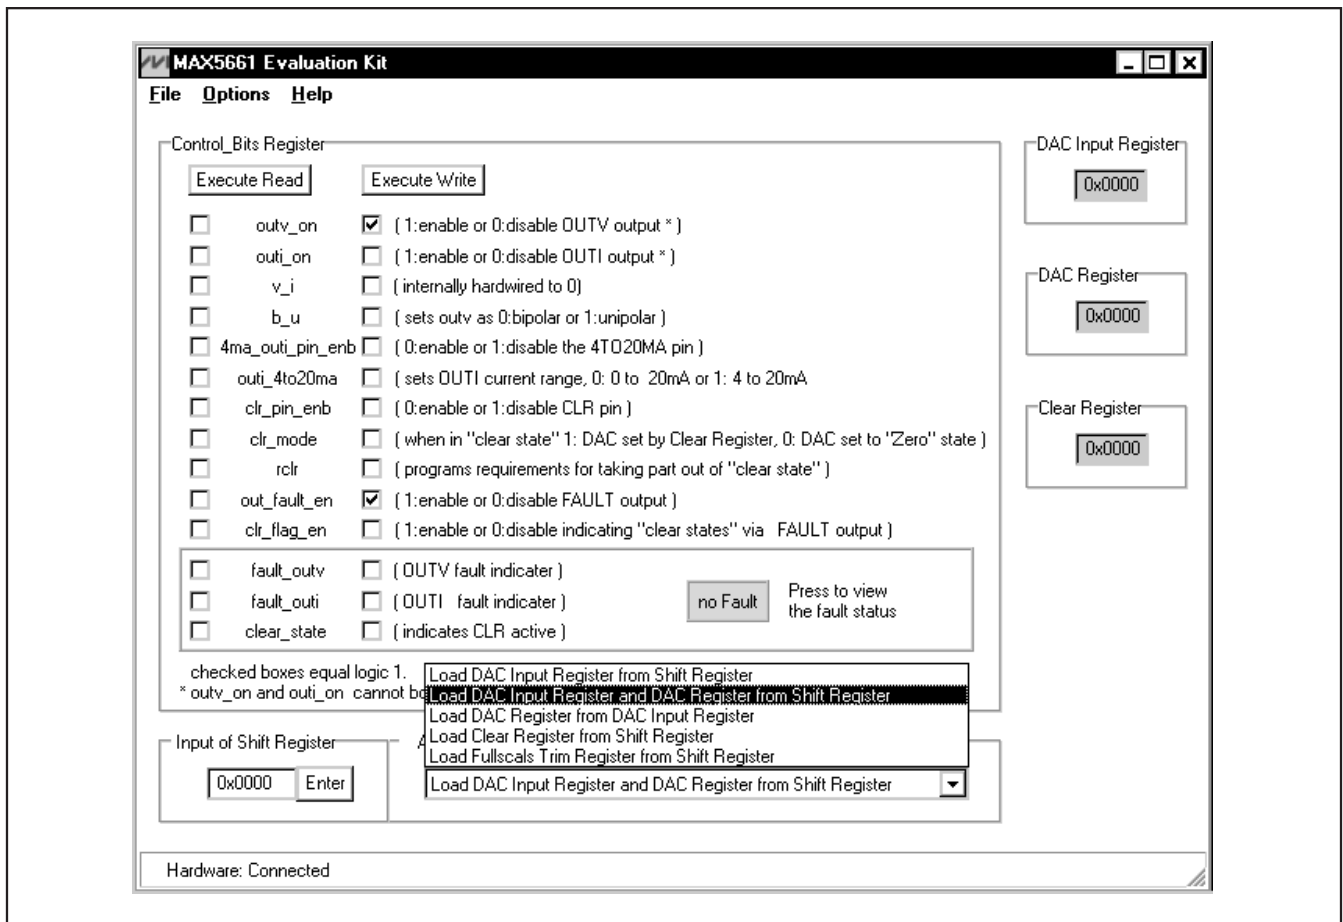 MAX5661 Evaluation Kit
File Options Help
Control_Bits Register
Execute Read Execute Write
outv_on ( 1:enable or 0:disable OUTV output * )
outi_on ( 1:enable or 0:disable OUTI output * )
v_i ( internally hardwired to 0)
b_u ( sets outv as 0:bipolar or 1:unipolar )
4ma_outi_pin_enb ( 0:enable or 1:disable the 4TO20MA pin )
outi_4to20ma ( sets OUTI current range, 0: 0 to 20mA or 1: 4 to 20mA
clr_pin_enb ( 0:enable or 1:disable CLR pin )
clr_mode ( when in "clear state" 1: DAC set by Clear Register, 0: DAC set to "Zero" state )
rclr ( programs requirements for taking part out of "clear state" )
out_fault_en ( 1:enable or 0:disable FAULT output )
clr_flag_en ( 1:enable or 0:disable indicating "clear states" via FAULT output )
fault_outv ( OUTV fault indicater )
fault_outi ( OUTI fault indicater )
clear_state ( indicates CLR active )
no Fault
Press to view
the fault status
checked boxes equal logic 1.
* outv_on and outi_on cannot
Load DAC Input Register from Shift Register
Load DAC Input Register and DAC Register from Shift Register
Load DAC Register from DAC Input Register
Load Clear Register from Shift Register
Load Fullscals Trim Register from Shift Register
Input of Shift Register
0x0000 Enter
Load DAC Input Register and DAC Register from Shift Register
DAC Input Register
0x0000
DAC Register
0x0000
Clear Register
0x0000
Hardware: Connected